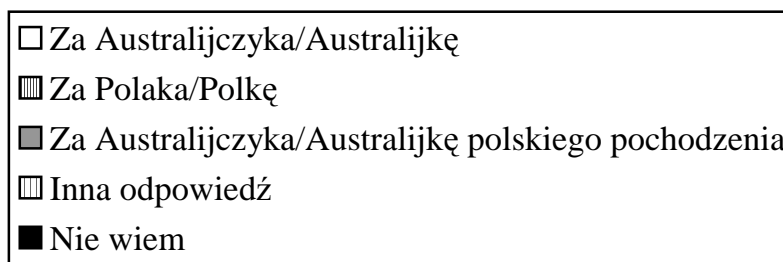 Za Australijczyka/Australijkę
Za Polaka/Polkę
Za Australijczyka/Australijkę polskiego pochodzenia
Inna odpowiedź
Nie wiem